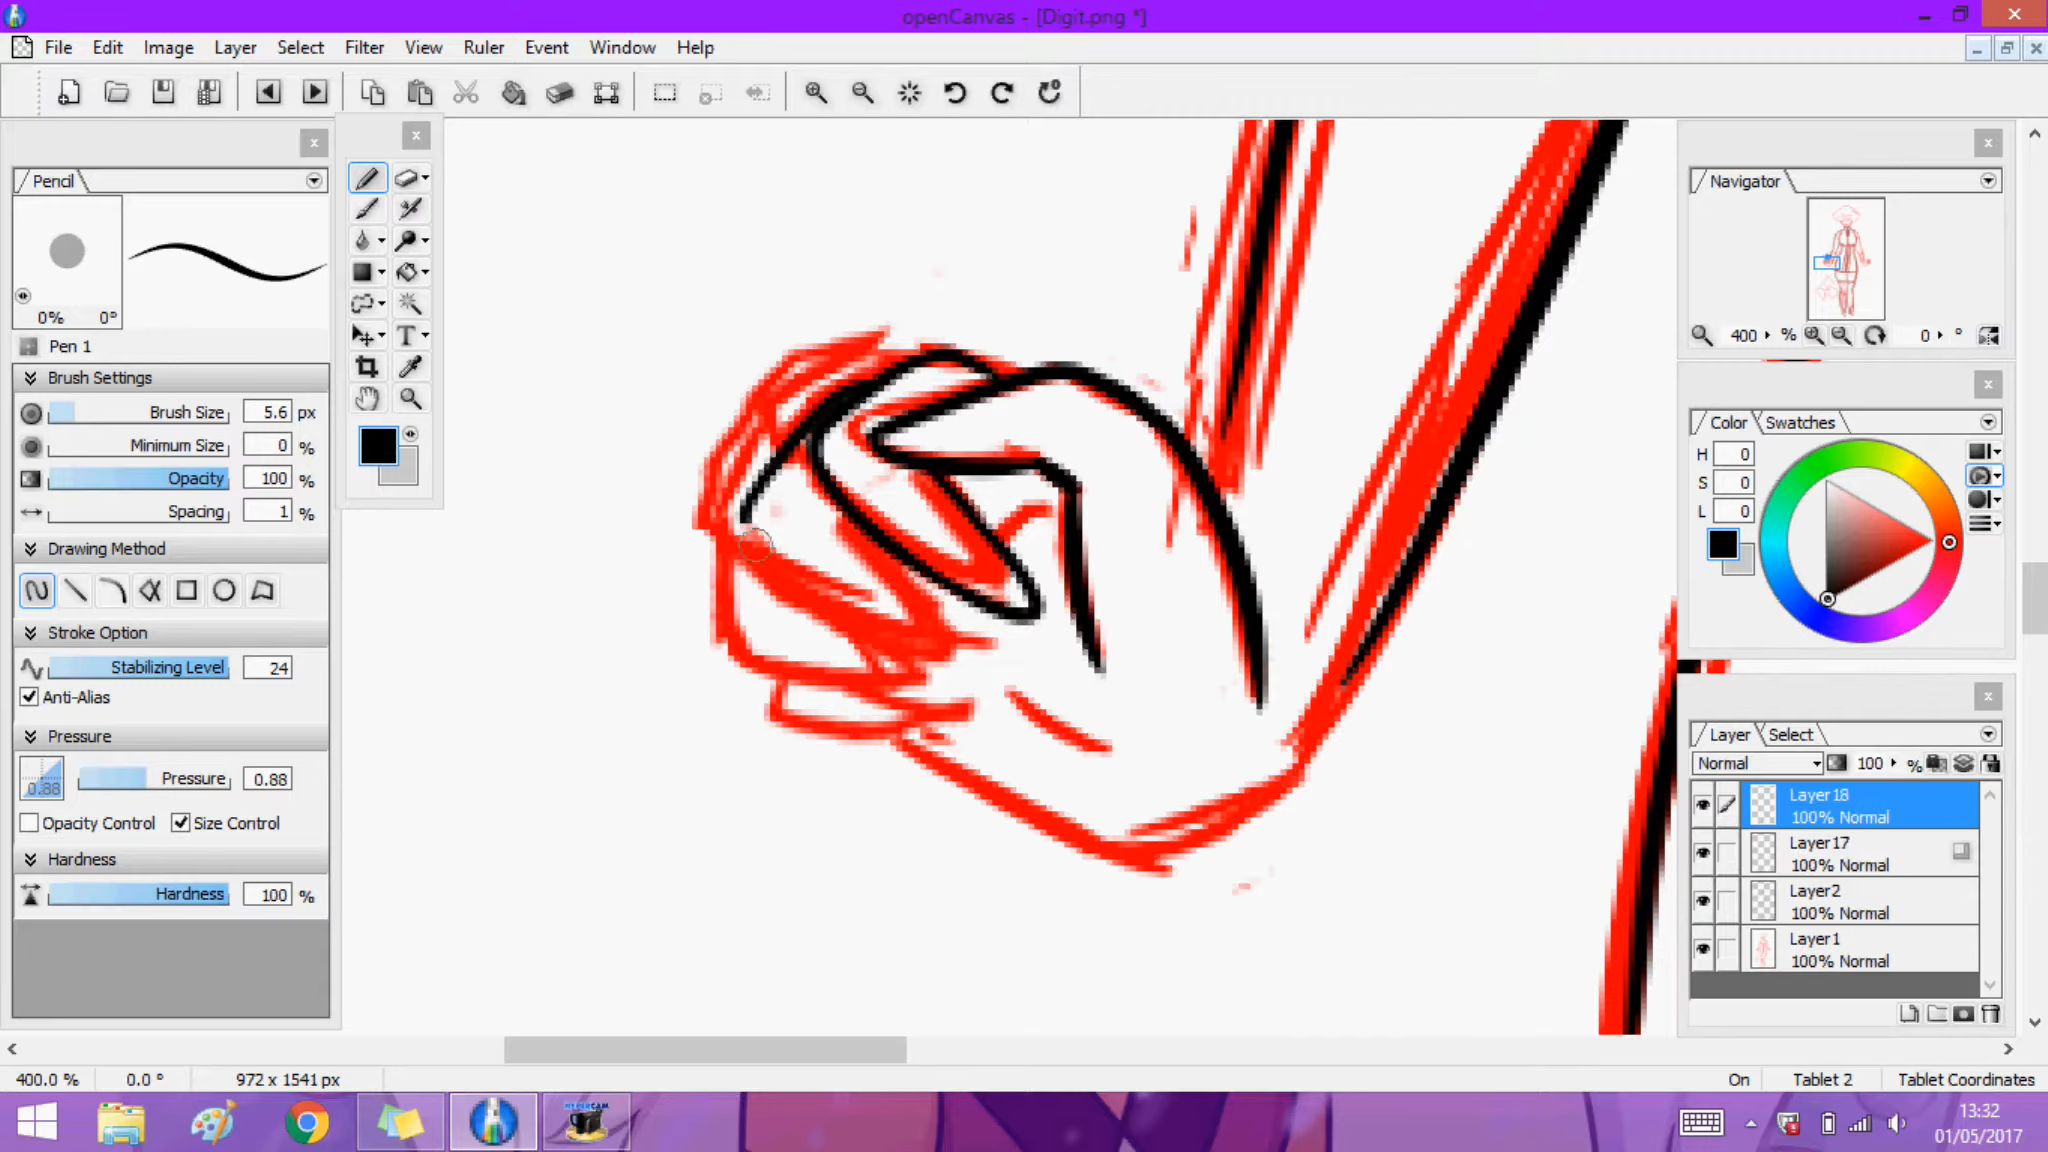 openCanvas - [Digit.png *]
File Edit Image Layer Select Filter View Ruler Event Window Help
Pencil
0% 0°
Pen 1
Brush Settings
Brush Size 5.6 px
Minimum Size 0 %
Opacity 100 %
Spacing 1 %
Drawing Method
Stroke Option
Stabilizing Level 24
Anti-Alias
Pressure
0.88 Pressure 0.88
Opacity Control Size Control
Hardness
Hardness 100 %
T
Navigator
400 % 0 °
Color Swatches
H 0
S 0
L 0
Layer Select
Normal 100 %
Layer18
100% Normal
Layer17
100% Normal
Layer2
100% Normal
Layer1
100% Normal
400.0 % 0.0 ° 972 x 1541 px On Tablet 2 Tablet Coordinates
HYPERCAM
13:32
01/05/2017